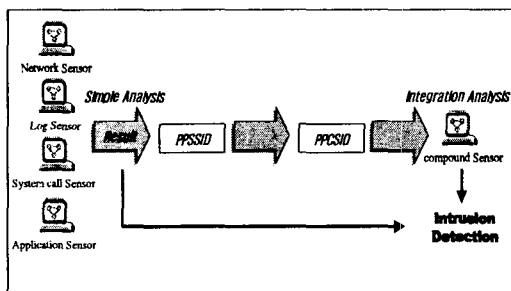 Network Sensor
Log Sensor
System call Sensor
Application Sensor
Simple Analysis
Result
PPSSID
PPCSID
Integration Analysis
compound Sensor
Intrusion
Detection